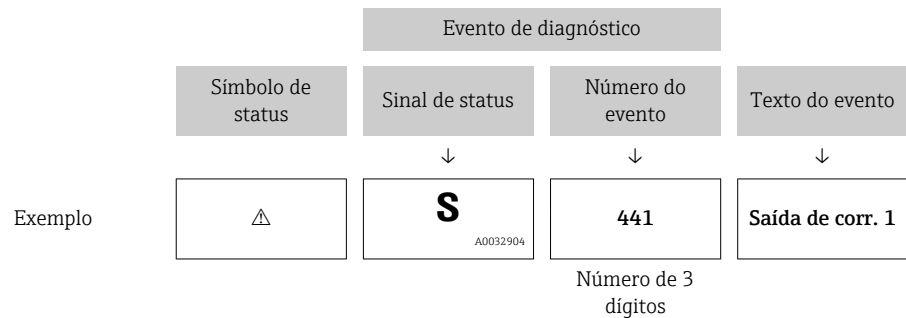 Evento de diagnóstico
Símbolo de
status
Sinal de status
Número do
evento
Texto do evento
↓
↓
↓
Exemplo
⚠
S
A0032904
441
Saída de corr. 1
Número de 3
dígitos